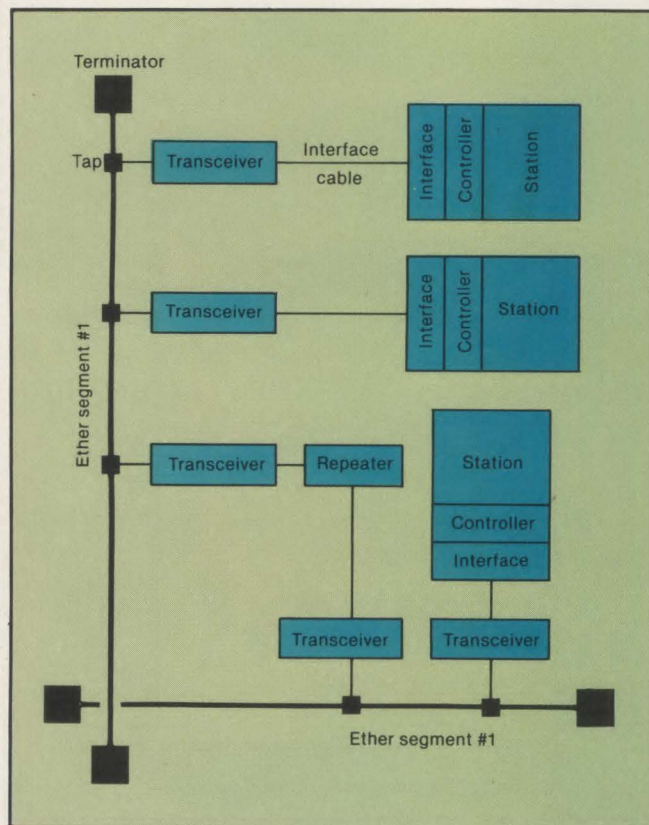 Terminator
Tap
Transceiver
Interface
cable
Interface
Controller
Station
Transceiver
Interface
Controller
Station
Ether segment #1
Transceiver
Repeater
Station
Controller
Interface
Transceiver
Transceiver
Ether segment #1